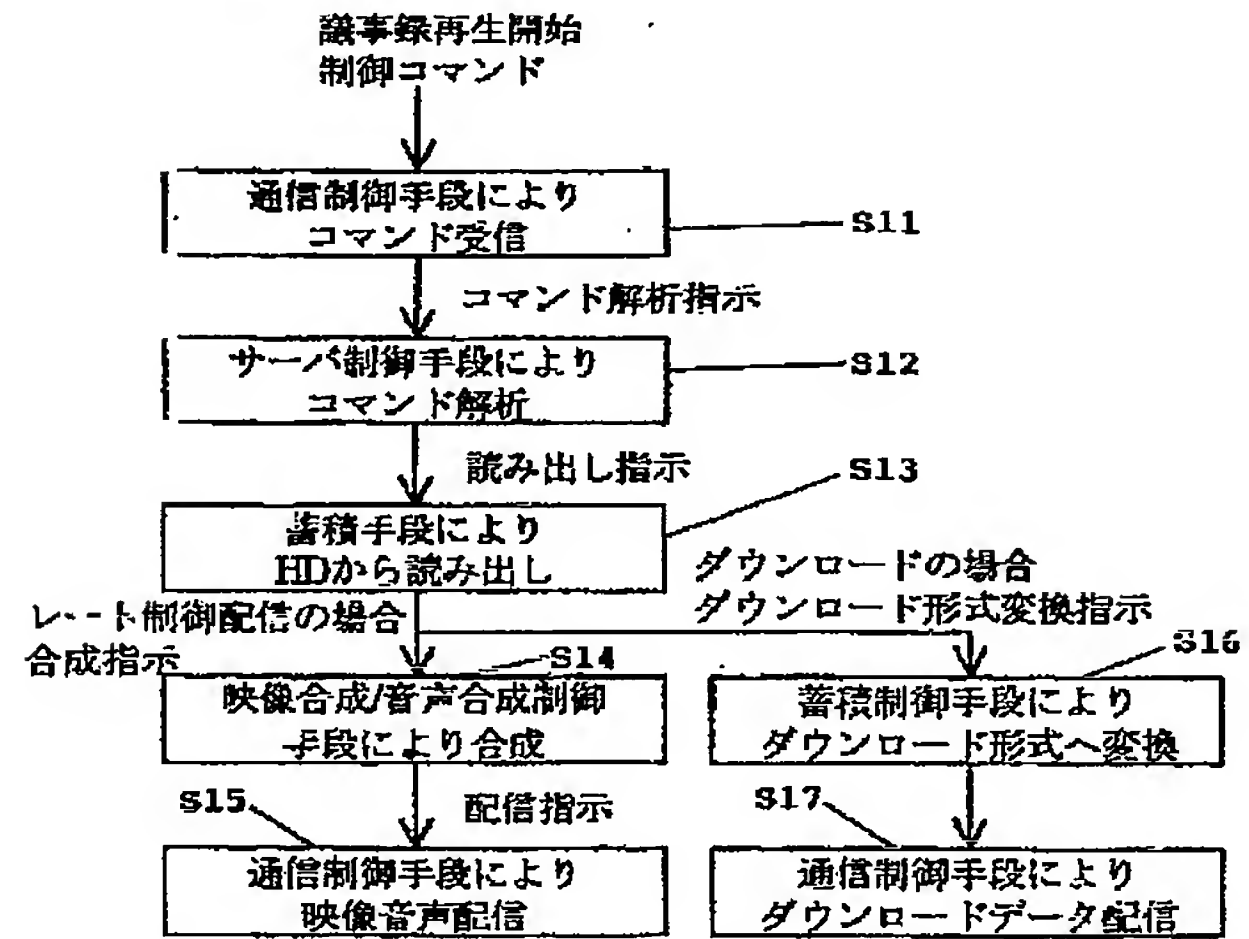 議事録再生開始
制御コマンド
通信制御手段により
コマンド受信
S11
コマンド解析指示
サーバ制御手段により
コマンド解析
S12
読み出し指示
S13
蓄積手段により
HDから読み出し
ダウンロードの場合
ダウンロード形式変換指示
レート制御配信の場合
合成指示
S14
S16
映像合成/音声合成制御
手段により合成
蓄積制御手段により
ダウンロード形式へ変換
S15
配信指示
S17
通信制御手段により
映像音声配信
通信制御手段により
ダウンロードデータ配信